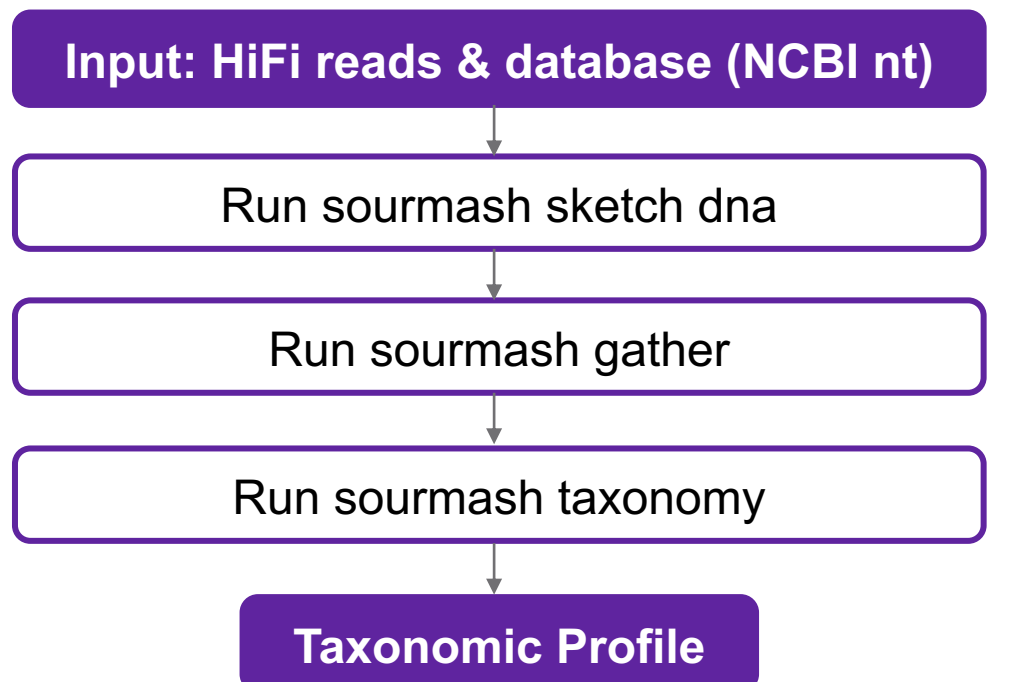 Input: HiFi reads & database (NCBI nt)
Run sourmash sketch dna
Run sourmash gather
Run sourmash taxonomy
Taxonomic Profile